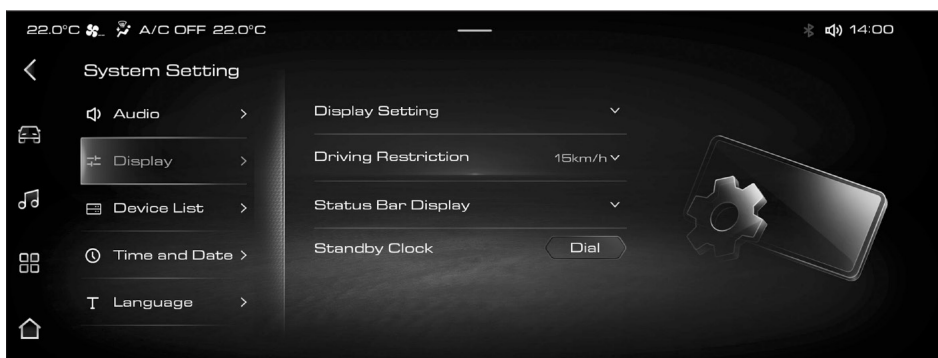 22.0°C A/C OFF 22.0°C 14:00
System Setting
Audio
Display
Device List
Time and Date
T Language
Display Setting
Driving Restriction 15km/h
Status Bar Display
Standby Clock Dial